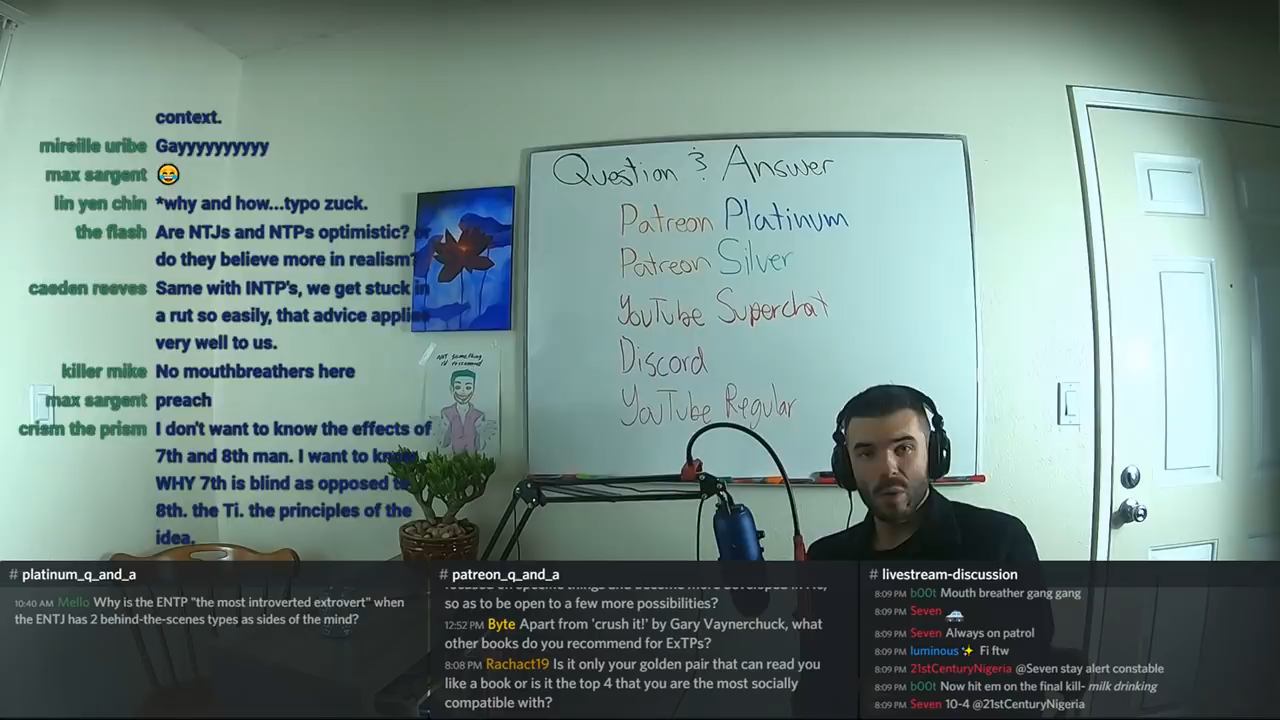 context.
mireille uribe Gayyyyyyyyyy
max sargent 😂
lin yen chin *why and how...typo zuck.
the flash Are NTJs and NTPs optimistic? or
do they believe more in realism?
caeden reeves Same with INTP's, we get stuck in
a rut so easily, that advice applies
very well to us.
killer mike No mouthbreathers here
max sargent preach
crism the prism I don't want to know the effects of
7th and 8th man. I want to know
WHY 7th is blind as opposed to
8th. the Ti. the principles of the
idea.
Question & Answer
Patreon Platinum
Patreon Silver
YouTube Superchat
Discord
YouTube Regular
# platinum_q_and_a
10:40 AM Mello Why is the ENTP "the most introverted extrovert" when
the ENTJ has 2 behind-the-scenes types as sides of the mind?
# patreon_q_and_a
so as to be open to a few more possibilities?
12:52 PM Byte Apart from 'crush it!' by Gary Vaynerchuck, what
other books do you recommend for ExTPs?
8:08 PM Rachact19 Is it only your golden pair that can read you
like a book or is it the top 4 that you are the most socially
compatible with?
# livestream-discussion
8:09 PM b00t Mouth breather gang gang
8:09 PM Seven 🚓
8:09 PM Seven Always on patrol
8:09 PM luminous✨ Fi ftw
8:09 PM 21stCenturyNigeria @Seven stay alert constable
8:09 PM b00t Now hit em on the final kill- milk drinking
8:09 PM Seven 10-4 @21stCenturyNigeria